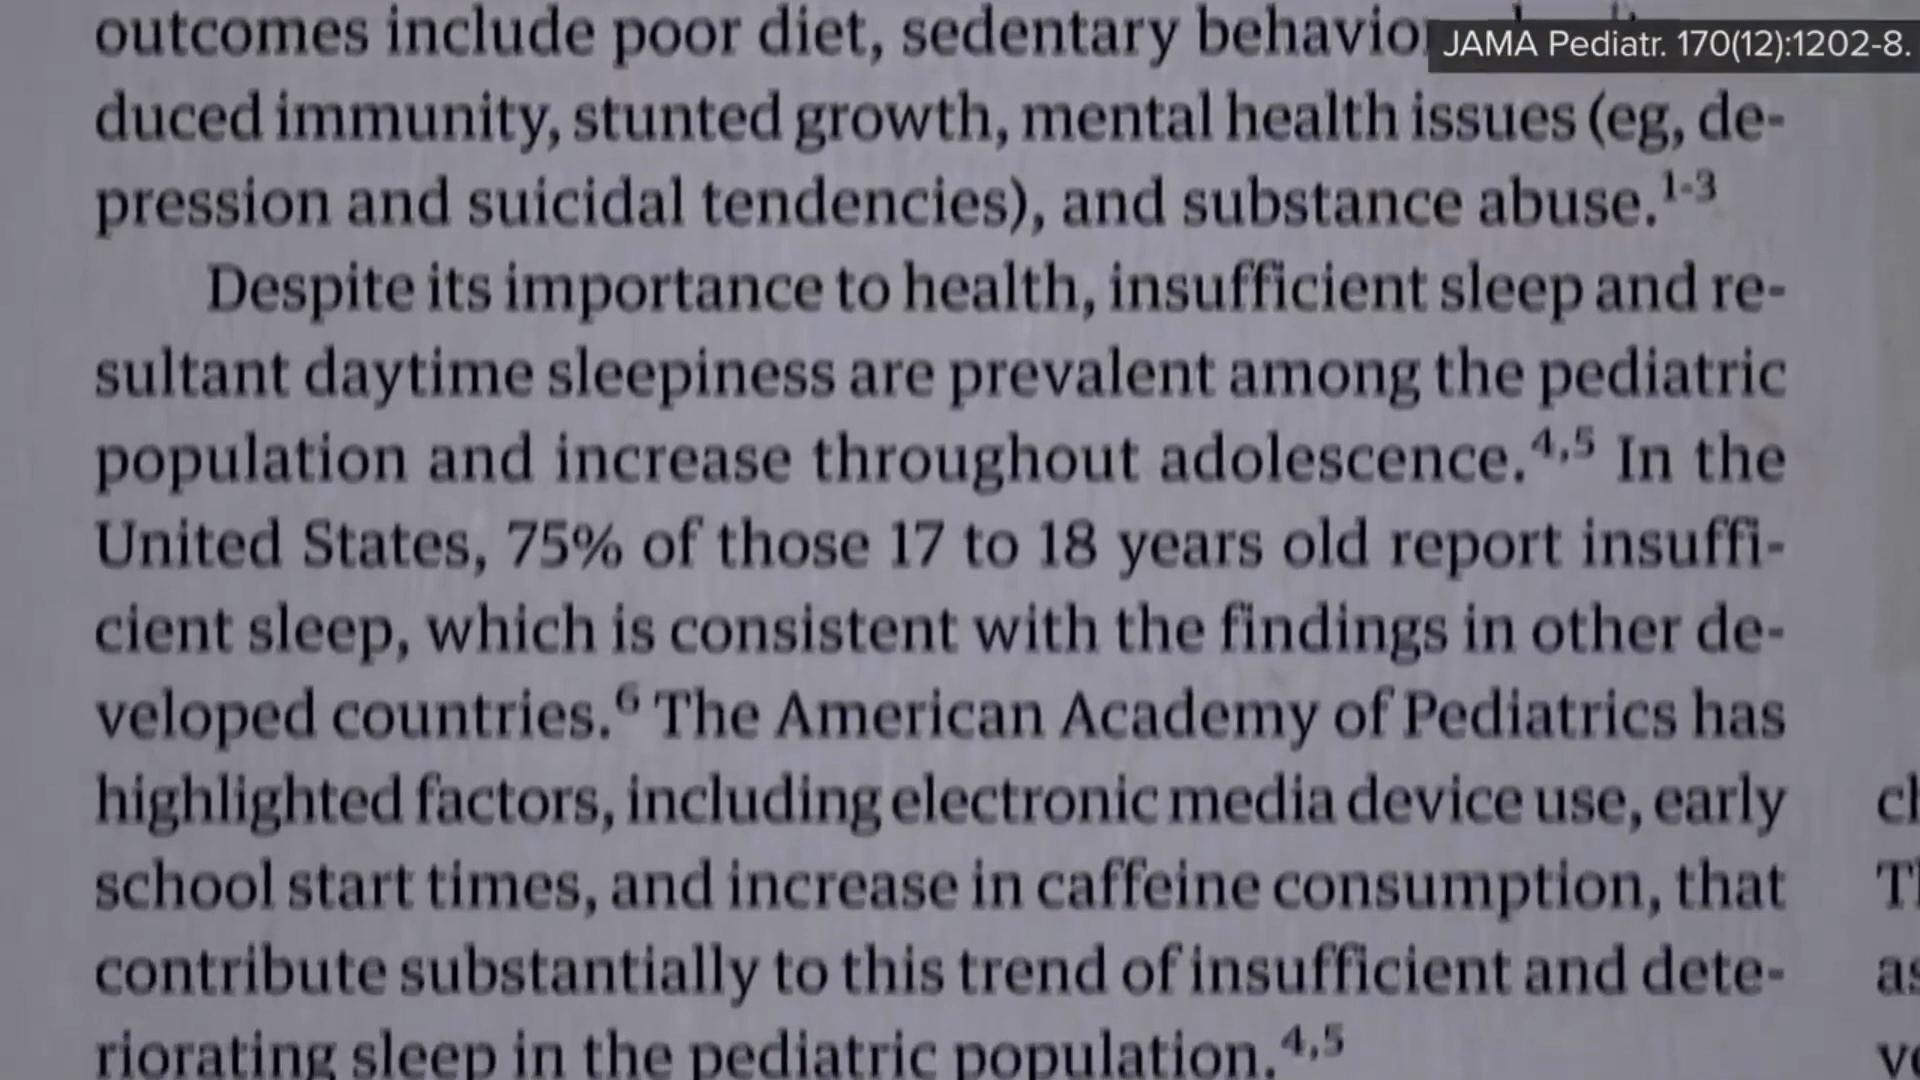 outcomes include poor diet, sedentary behavior
JAMA Pediatr. 170(12):1202-8.
duced immunity, stunted growth, mental health issues (eg, de-
pression and suicidal tendencies), and substance abuse.1-3
Despite its importance to health, insufficient sleep and re-
sultant daytime sleepiness are prevalent among the pediatric
population and increase throughout adolescence.4,5 In the
United States, 75% of those 17 to 18 years old report insuffi-
cient sleep, which is consistent with the findings in other de-
veloped countries.6 The American Academy of Pediatrics has
highlighted factors, including electronic media device use, early
school start times, and increase in caffeine consumption, that
contribute substantially to this trend of insufficient and dete-
riorating sleep in the pediatric population.4,5